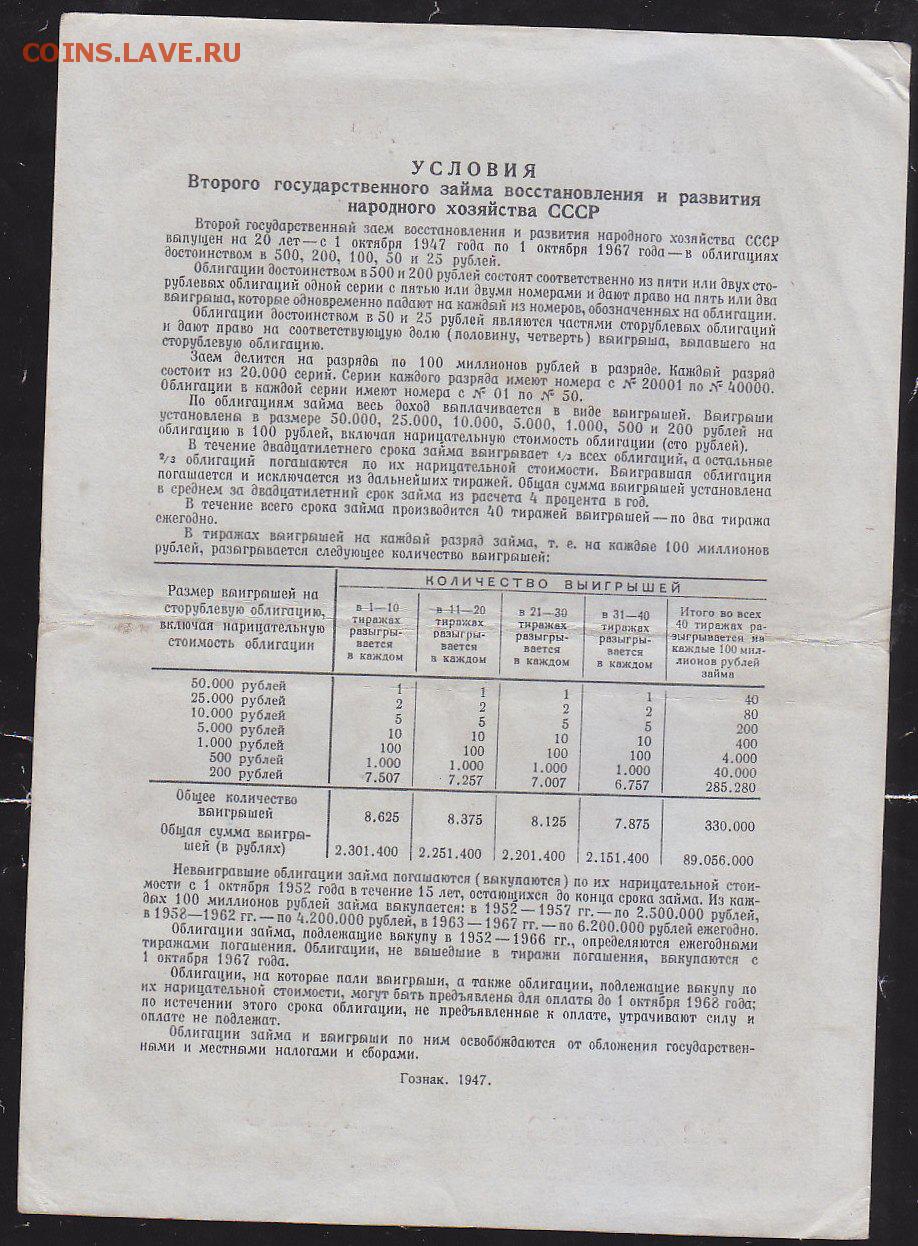 COINS.LAVE.RU
УСЛОВИЯ
Второго государственного займа восстановления и развития
народного хозяйства СССР
Второй государственный заем восстановления и развития народного хозяйства СССР
выпущен на 20 лет — с 1 октября 1947 года по 1 октября 1967 года — в облигациях
достоинством в 500, 200, 100, 50 и 25 рублей.
Облигации достоинством в 500 и 200 рублей состоят соответственно из пяти или двух сто-
рублевых облигаций одной серии с пятью или двумя номерами и дают право на пять или два
выигрыша, которые одновременно падают на каждый из номеров, обозначенных на облигации.
Облигации достоинством в 50 и 25 рублей являются частями сторублевых облигаций
и дают право на соответствующую долю (половину, четверть) выигрыша, выпавшего на
сторублевую облигацию.
Заем делится на разряды по 100 миллионов рублей в разряде. Каждый разряд
состоит из 20.000 серий. Серии каждого разряда имеют номера с № 20001 по № 40000.
Облигации в каждой серии имеют номера с № 01 по № 50.
По облигациям займа весь доход выплачивается в виде выигрышей. Выигрыши
установлены в размере 50.000, 25.000, 10.000, 5.000, 1.000, 500 и 200 рублей на
облигацию в 100 рублей, включая нарицательную стоимость облигации (сто рублей).
В течение двадцатилетнего срока займа выигрывает 1/3 всех облигаций, а остальные
2/3 облигаций погашаются по их нарицательной стоимости. Выигравшая облигация
погашается и исключается из дальнейших тиражей. Общая сумма выигрышей установлена
в среднем за двадцатилетний срок займа из расчета 4 процента в год.
В течение всего срока займа производится 40 тиражей выигрышей — по два тиража
ежегодно.
В тиражах выигрышей на каждый разряд займа, т. е. на каждые 100 миллионов
рублей, разыгрывается следующее количество выигрышей:
Размер выигрышей на
сторублевую облигацию,
включая нарицательную
стоимость облигации
КОЛИЧЕСТВО ВЫИГРЫШЕЙ
в 1—10
тиражах
разыгры-
вается
в каждом
в 11—20
тиражах
разыгры-
вается
в каждом
в 21—30
тиражах
разыгры-
вается
в каждом
в 31—40
тиражах
разыгры-
вается
в каждом
Итого во всех
40 тиражах ра-
зыгрывается на
каждые 100 мил-
лионов рублей
займа
50.000 рублей 1 1 1 1 40
25.000 рублей 2 2 2 2 80
10.000 рублей 5 5 5 5 200
5.000 рублей 10 10 10 10 400
1.000 рублей 100 100 100 100 4.000
500 рублей 1.000 1.000 1.000 1.000 40.000
200 рублей 7.507 7.257 7.007 6.757 285.280
Общее количество
выигрышей 8.625 8.375 8.125 7.875 330.000
Общая сумма выигры-
шей (в рублях) 2.301.400 2.251.400 2.201.400 2.151.400 89.056.000
Невыигравшие облигации займа погашаются (выкупаются) по их нарицательной стои-
мости с 1 октября 1952 года в течение 15 лет, остающихся до конца срока займа. Из каж-
дых 100 миллионов рублей займа выкупается: в 1952 — 1957 гг. — по 2.500.000 рублей,
в 1958—1962 гг. — по 4.200.000 рублей, в 1963 — 1967 гг. — по 6.200.000 рублей ежегодно.
Облигации займа, подлежащие выкупу в 1952 — 1966 гг., определяются ежегодными
тиражами погашения. Облигации, не вышедшие в тиражи погашения, выкупаются с
1 октября 1967 года.
Облигации, на которые пали выигрыши, а также облигации, подлежащие выкупу по
их нарицательной стоимости, могут быть предъявлены для оплаты до 1 октября 1968 года;
по истечении этого срока облигации, не предъявленные к оплате, утрачивают силу и
оплате не подлежат.
Облигации займа и выигрыши по ним освобождаются от обложения государствен-
ными и местными налогами и сборами.
Гознак. 1947.